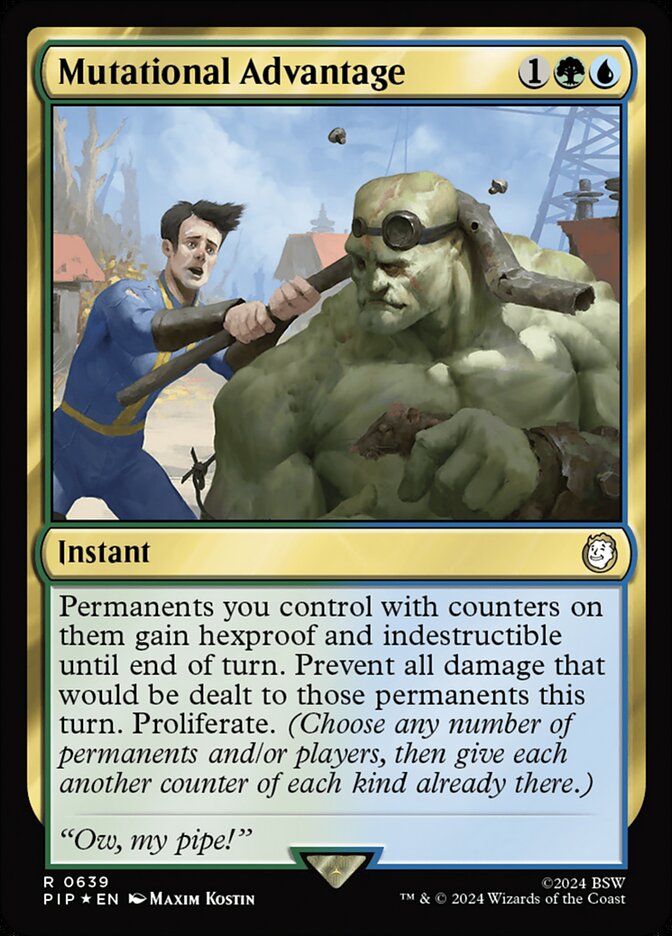 Mutational Advantage 1
Instant
Permanents you control with counters on
them gain hexproof and indestructible
until end of turn. Prevent all damage that
would be dealt to those permanents this
turn. Proliferate. (Choose any number of
permanents and/or players, then give each
another counter of each kind already there.)
“Ow, my pipe!”
R 0639
©2024 BSW
PIP★EN Maxim Kostin
™ & © 2024 Wizards of the Coast